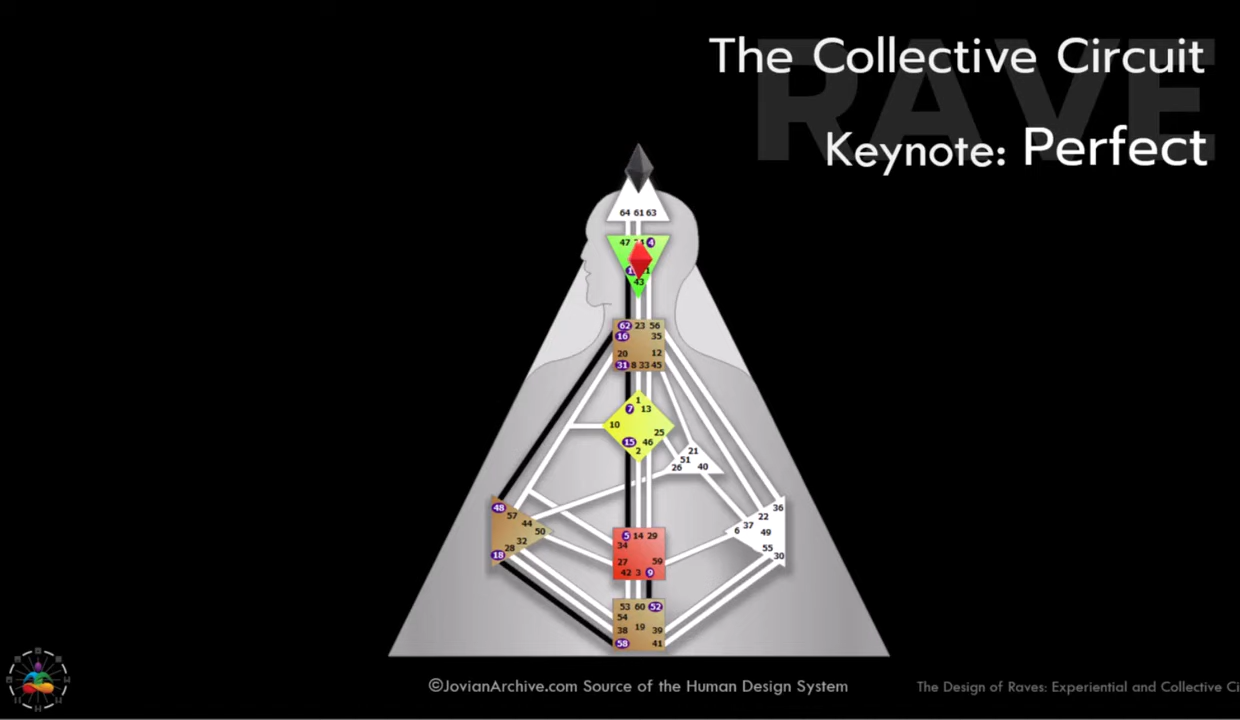 The Collective Circuit
RAVE
Keynote: Perfect
64 61 63
47 4
43
62 23 56
16 35
20 12
31 8 33 45
1
7 13
10 25
15 46
2
21
51
26 40
48
57
44
50
32
28
18
36
22
37
6 49
55
30
5 14 29
34
27 59
42 3 9
53 60 52
54
19
38 39
58 41
©JovianArchive.com Source of the Human Design System
The Design of Raves: Experiential and Collective Ci